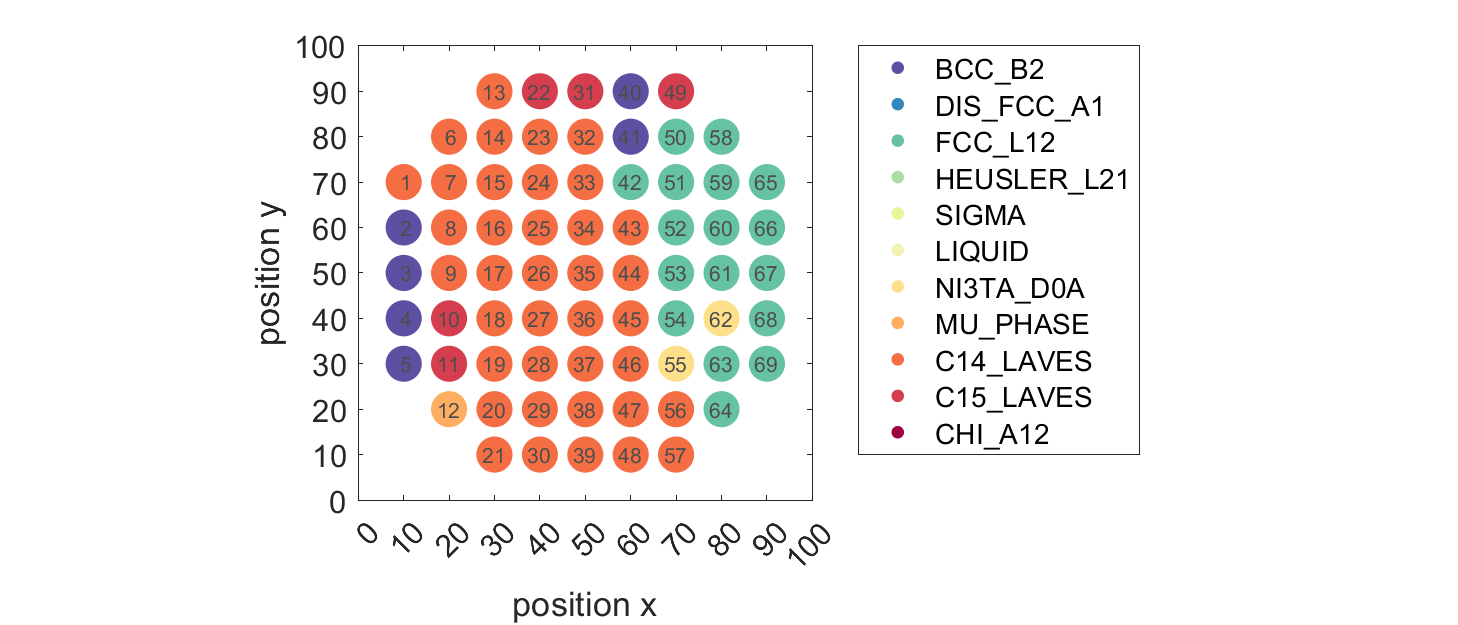 100
90 13 22 31 40 49
80 6 14 23 32 41 50 58
70 1 7 15 24 33 42 51 59 65
60 2 8 16 25 34 43 52 60 66
50 3 9 17 26 35 44 53 61 67
40 4 10 18 27 36 45 54 62 68
30 5 11 19 28 37 46 55 63 69
20 12 20 29 38 47 56 64
10 21 30 39 48 57
0
0 10 20 30 40 50 60 70 80 90 100
position x
position y
BCC_B2
DIS_FCC_A1
FCC_L12
HEUSLER_L21
SIGMA
LIQUID
NI3TA_D0A
MU_PHASE
C14_LAVES
C15_LAVES
CHI_A12